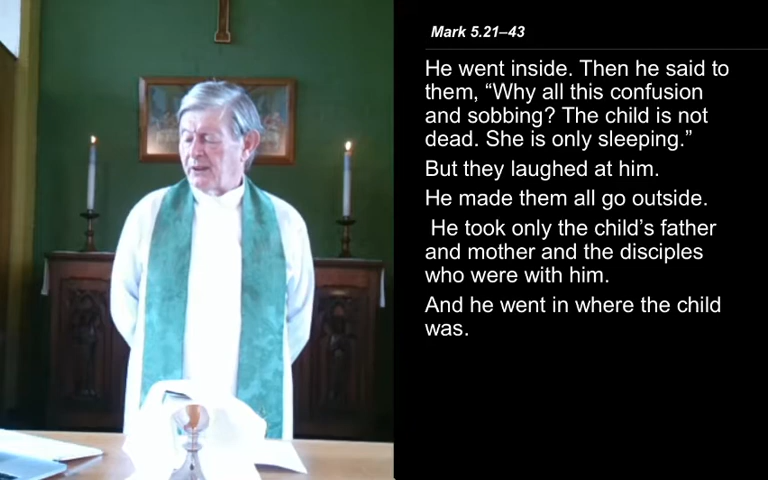 Mark 5.21–43
He went inside. Then he said to
them, “Why all this confusion
and sobbing? The child is not
dead. She is only sleeping.”
But they laughed at him.
He made them all go outside.
He took only the child’s father
and mother and the disciples
who were with him.
And he went in where the child
was.